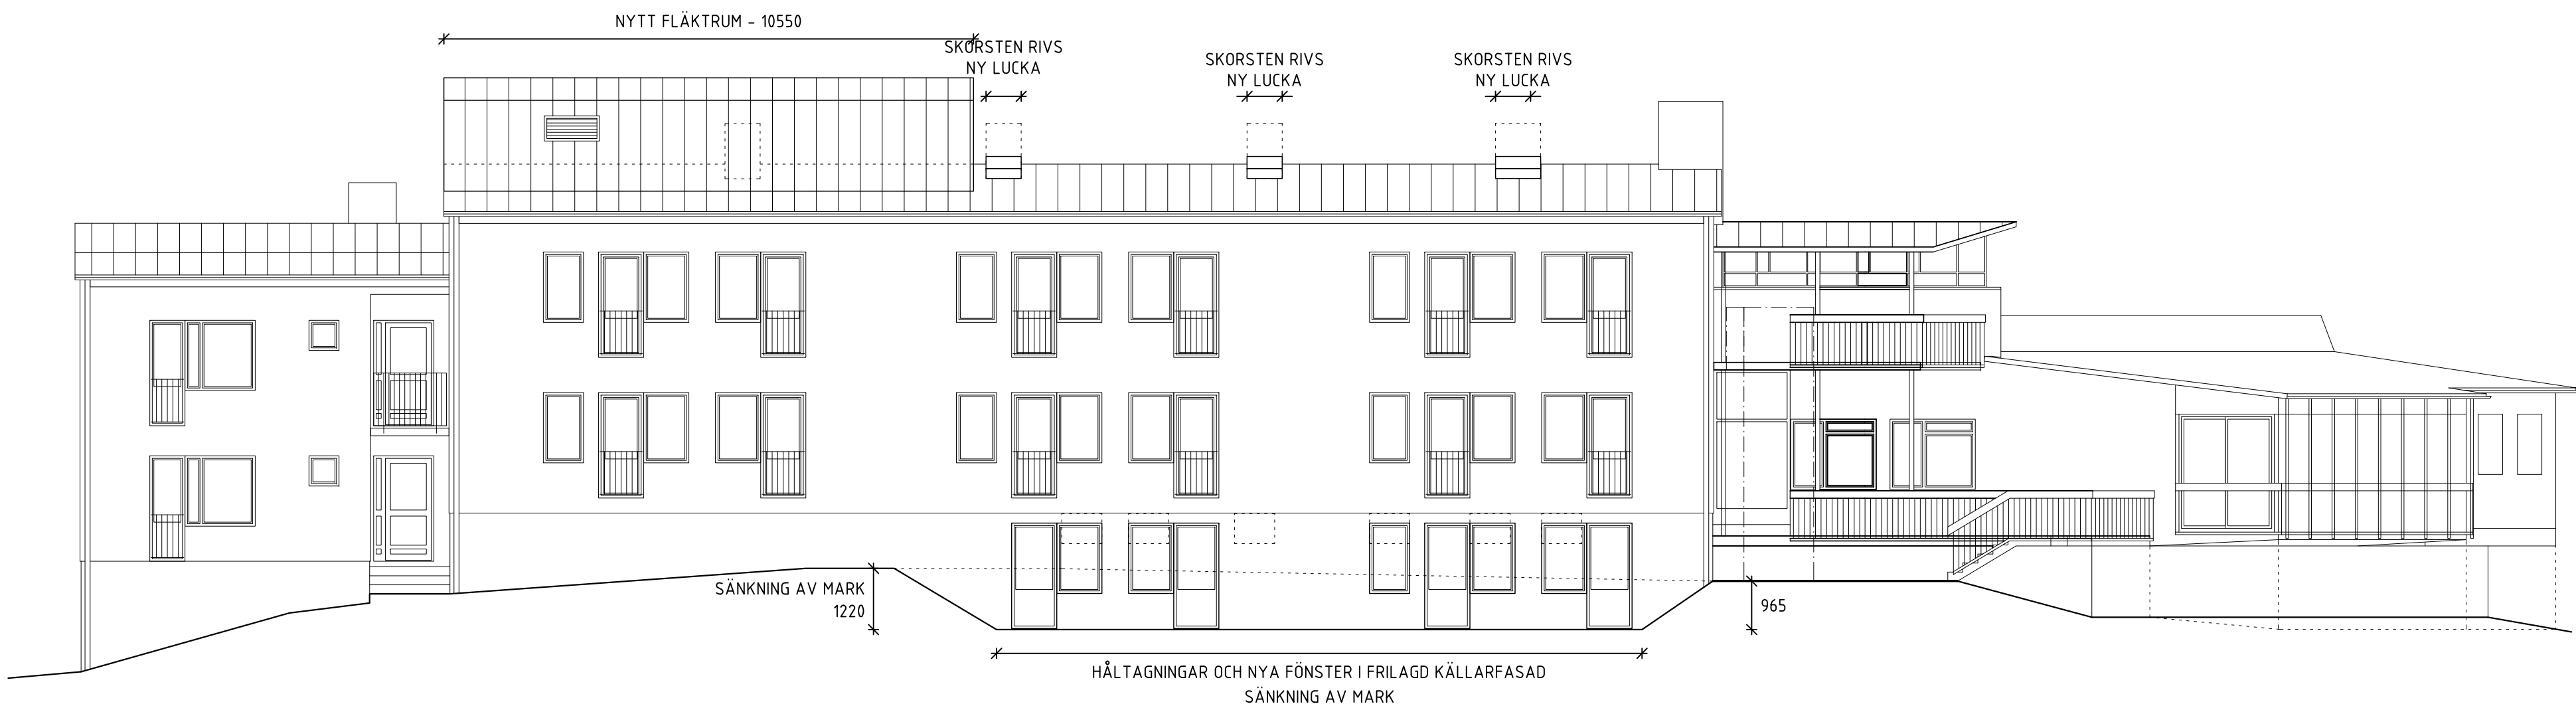 NYTT FLÄKTRUM - 10550
SKORSTEN RIVS
NY LUCKA
SKORSTEN RIVS
NY LUCKA
SKORSTEN RIVS
NY LUCKA
SÄNKNING AV MARK
1220
965
HÅLTAGNINGAR OCH NYA FÖNSTER I FRILAGD KÄLLARFASAD
SÄNKNING AV MARK